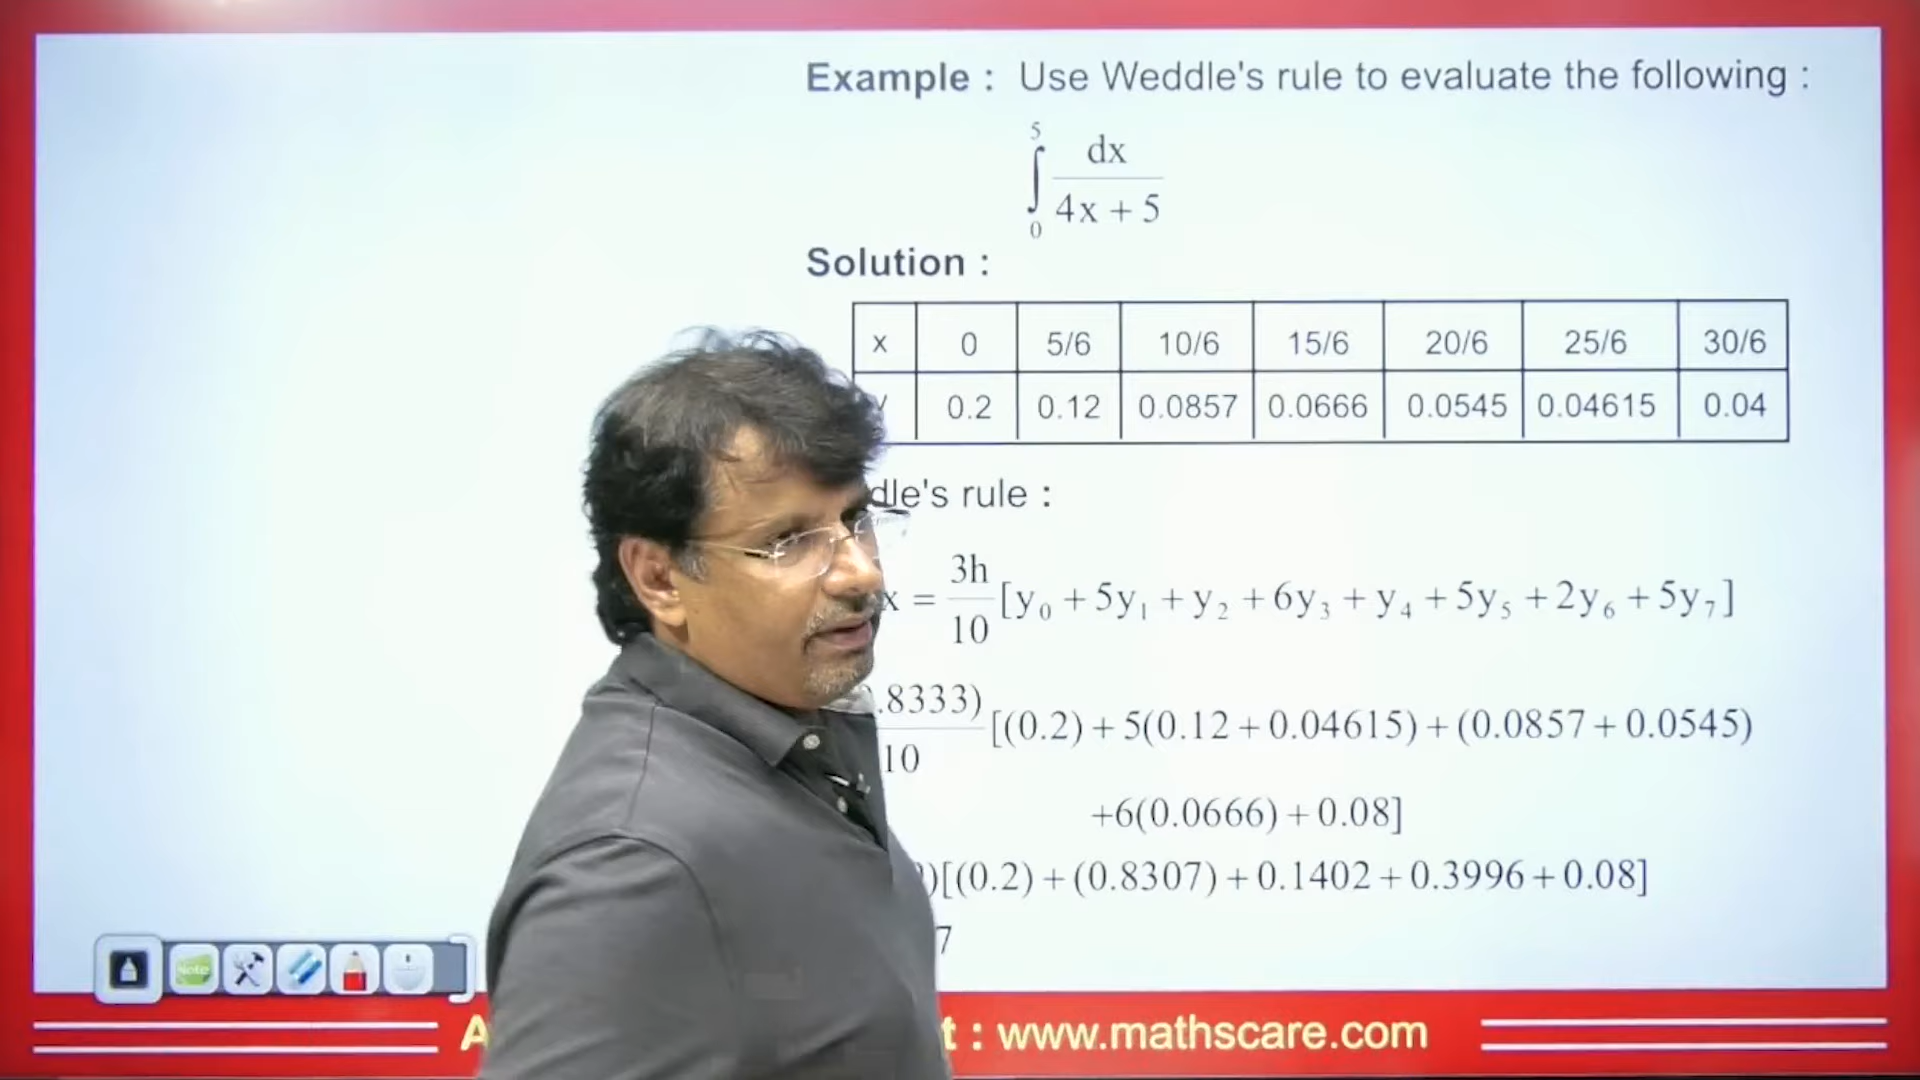 Example : Use Weddle's rule to evaluate the following :
5
∫ dx / 4x + 5
0
Solution :
x 0 5/6 10/6 15/6 20/6 25/6 30/6
0.2 0.12 0.0857 0.0666 0.0545 0.04615 0.04
dle's rule :
x = 3h/10 [y₀ + 5y₁ + y₂ + 6y₃ + y₄ + 5y₅ + 2y₆ + 5y₇]
.8333)/10 [(0.2) + 5(0.12 + 0.04615) + (0.0857 + 0.0545)
+6(0.0666) + 0.08]
)[(0.2) + (0.8307) + 0.1402 + 0.3996 + 0.08]
7
Note
A t : www.mathscare.com